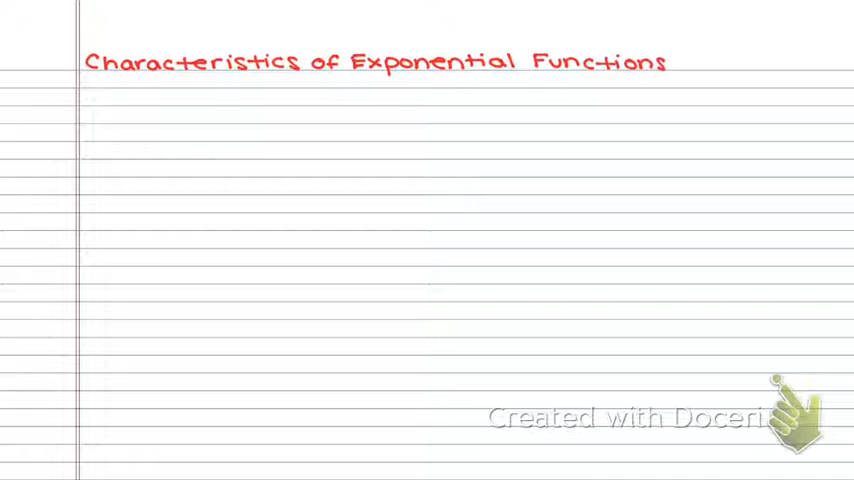 Characteristics of Exponential Functions
Created with Doceri